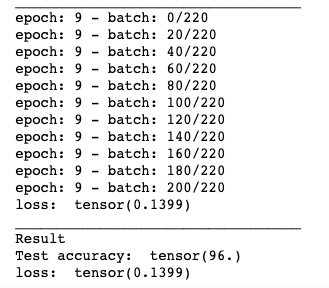 epoch: 9 - batch: 0/220
epoch: 9 - batch: 20/220
epoch: 9 - batch: 40/220
epoch: 9 - batch: 60/220
epoch: 9 - batch: 80/220
epoch: 9 - batch: 100/220
epoch: 9 - batch: 120/220
epoch: 9 - batch: 140/220
epoch: 9 - batch: 160/220
epoch: 9 - batch: 180/220
epoch: 9 - batch: 200/220
loss:  tensor(0.1399)
Result
Test accuracy:  tensor(96.)
loss:  tensor(0.1399)